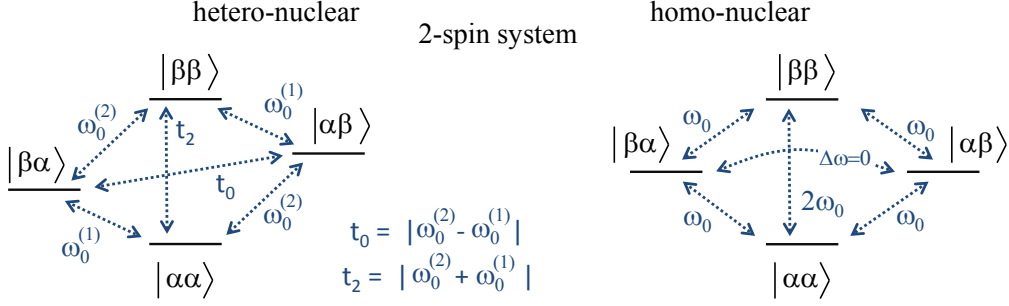 hetero-nuclear
2-spin system
homo-nuclear
|ββ⟩
ω₀⁽²⁾
ω₀⁽¹⁾
t₂
|βα⟩
|αβ⟩
t₀
ω₀⁽¹⁾
ω₀⁽²⁾
|αα⟩
t₀ = |ω₀⁽²⁾ - ω₀⁽¹⁾|
t₂ = |ω₀⁽²⁾ + ω₀⁽¹⁾|
|ββ⟩
ω₀
ω₀
|βα⟩
|αβ⟩
Δω=0
2ω₀
ω₀
ω₀
|αα⟩